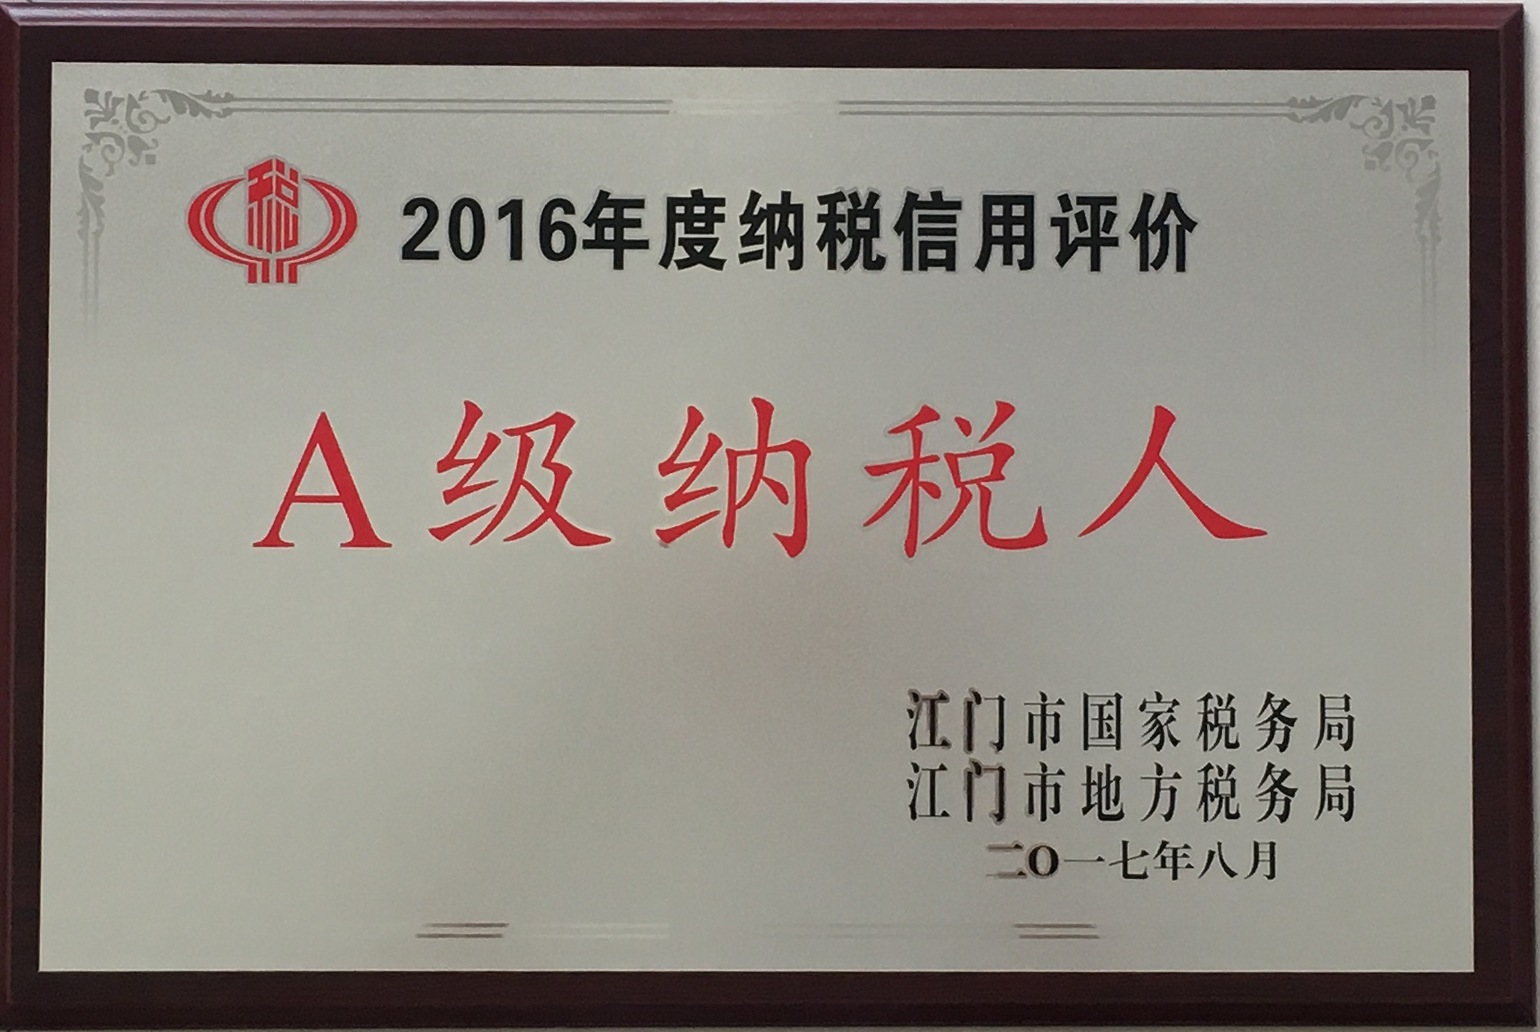 税
2016年度纳税信用评价
A级纳税人
江门市国家税务局
江门市地方税务局
二O一七年八月